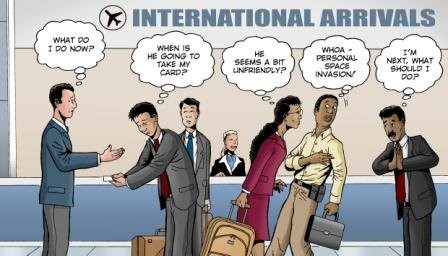 INTERNATIONAL ARRIVALS
WHAT DO
I DO NOW?
WHEN IS
HE GOING TO
TAKE MY
CARD?
HE
SEEMS A BIT
UNFRIENDLY?
WHOA -
PERSONAL
SPACE
INVASION!
I'M
NEXT, WHAT
SHOULD I
DO?